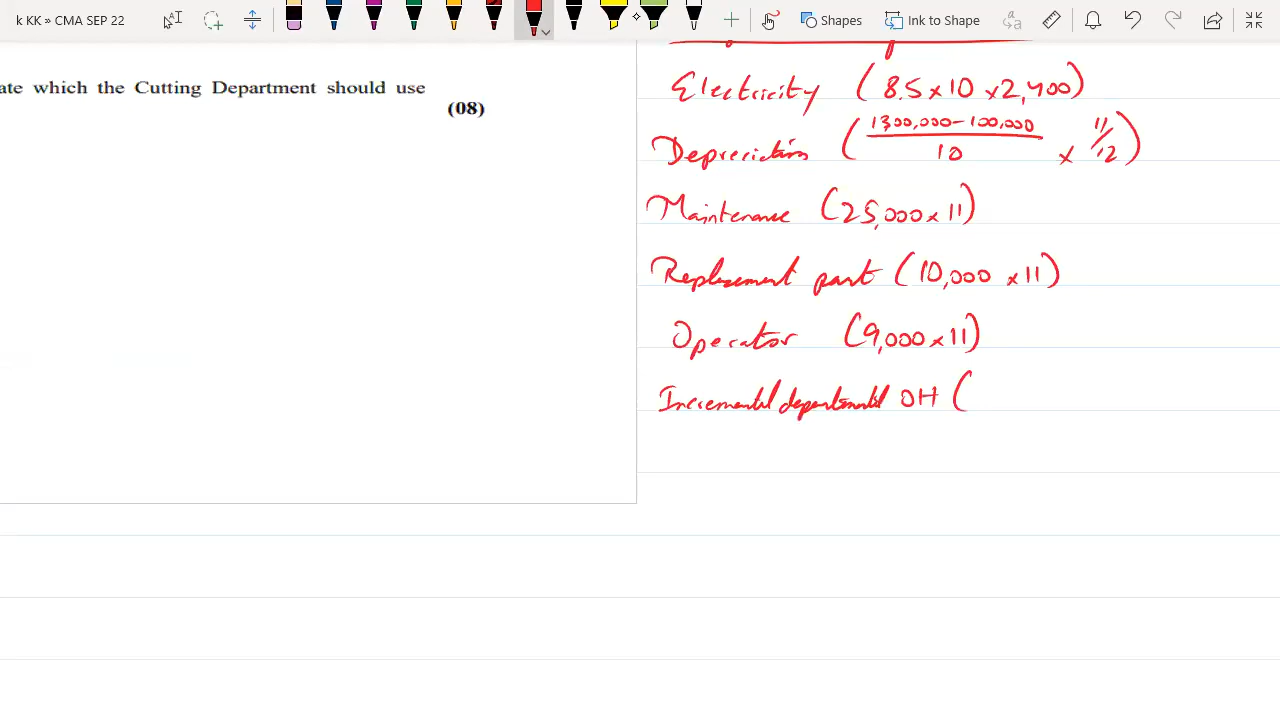 k KK » CMA SEP 22
Shapes
Ink to Shape
ate which the Cutting Department should use
(08)
Electricity (8.5 x 10 x 2,400)
Depreciation (1300,000 - 100,000 / 10 x 11/12)
Maintenance (25,000 x 11)
Replacement part (10,000 x 11)
Operator (9,000 x 11)
Incremental departmental OH (